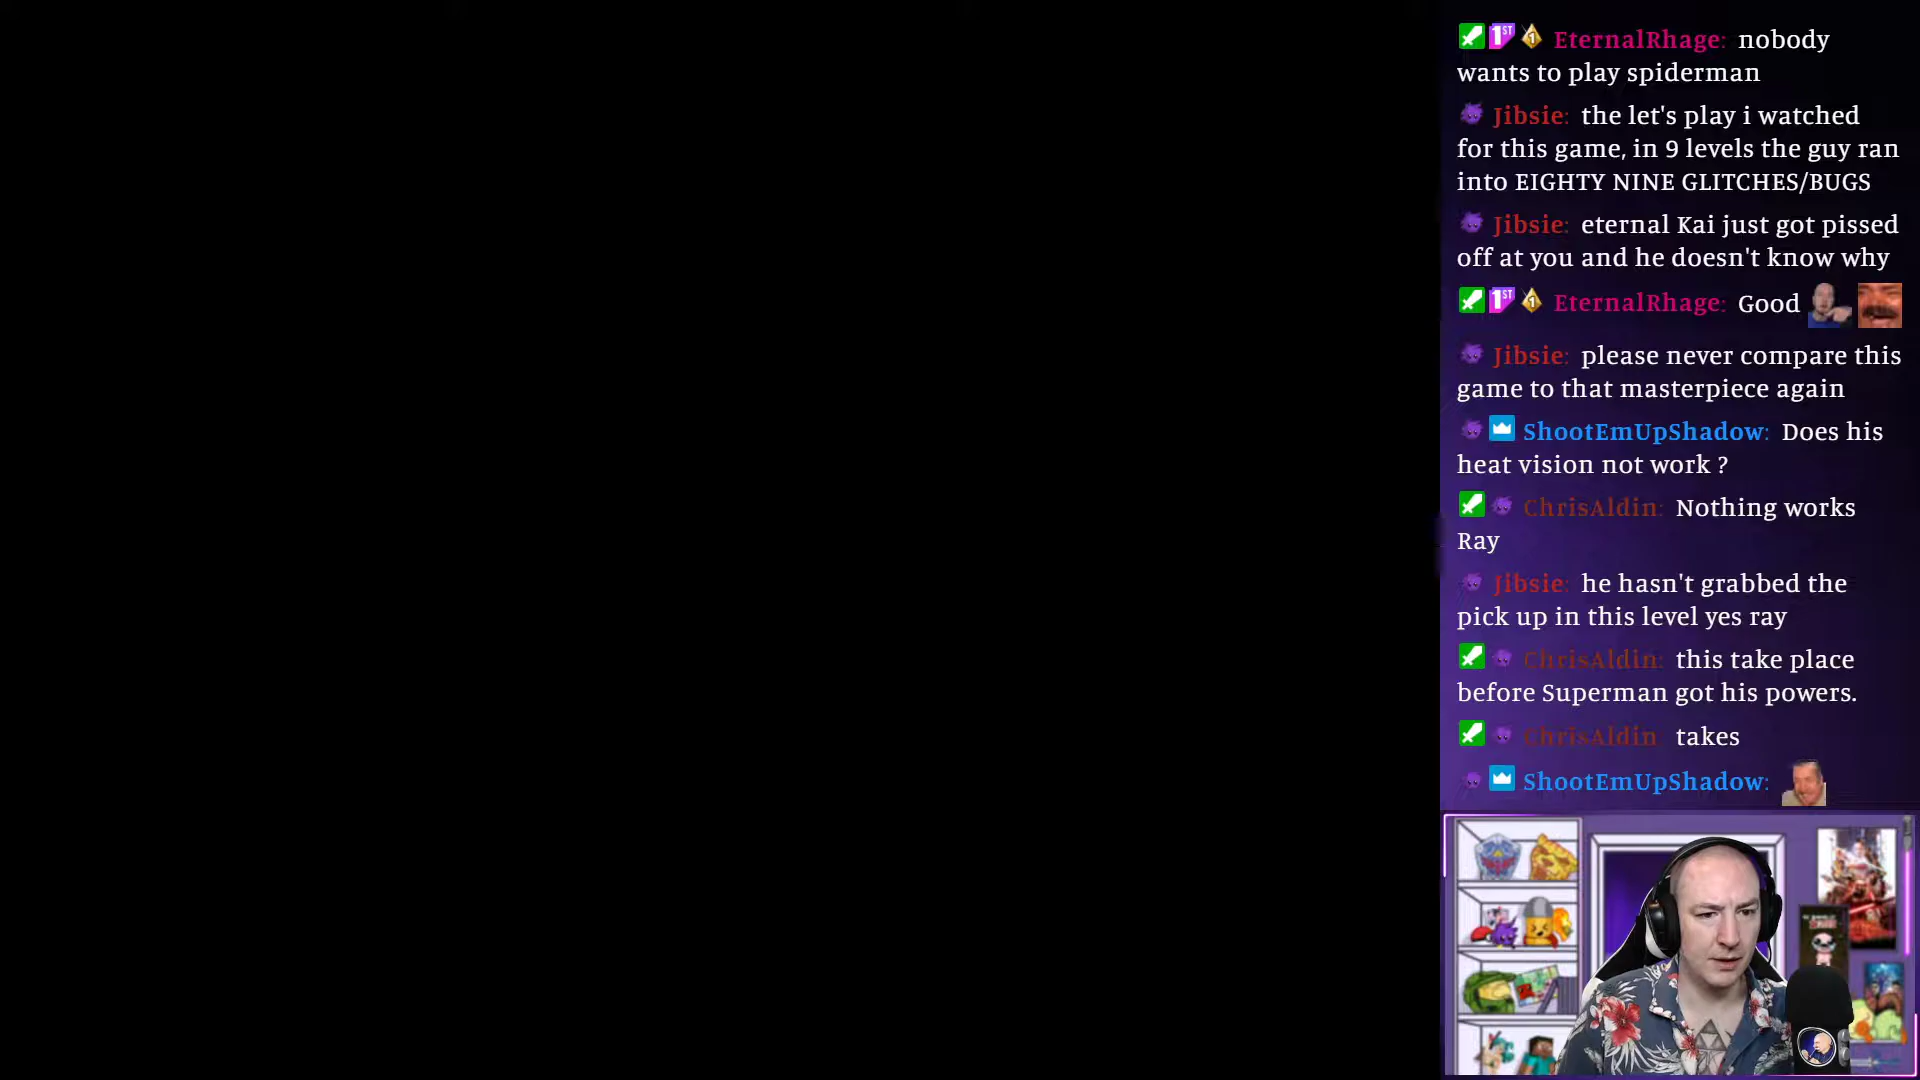 EternalRhage: nobody
wants to play spiderman
Jibsie: the let's play i watched
for this game, in 9 levels the guy ran
into EIGHTY NINE GLITCHES/BUGS
Jibsie: eternal Kai just got pissed
off at you and he doesn't know why
EternalRhage: Good
Jibsie: please never compare this
game to that masterpiece again
ShootEmUpShadow: Does his
heat vision not work ?
ChrisAldin: Nothing works
Ray
Jibsie: he hasn't grabbed the
pick up in this level yes ray
ChrisAldin: this take place
before Superman got his powers.
ChrisAldin: takes
ShootEmUpShadow: